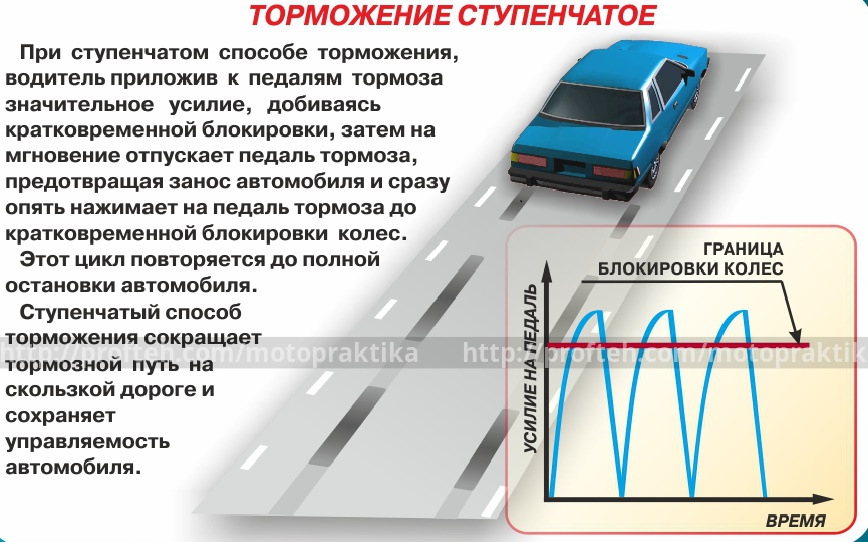 ТОРМОЖЕНИЕ СТУПЕНЧАТОЕ
При ступенчатом способе торможения,
водитель приложив к педалям тормоза
значительное усилие, добиваясь
кратковременной блокировки, затем на
мгновение отпускает педаль тормоза,
предотвращая занос автомобиля и сразу
опять нажимает на педаль тормоза до
кратковременной блокировки колес.
Этот цикл повторяется до полной
остановки автомобиля.
Ступенчатый способ
торможения сокращает
тормозной путь на
скользкой дороге и
сохраняет
управляемость
автомобиля.
ГРАНИЦА
БЛОКИРОВКИ КОЛЕС
УСИЛИЕ НА ПЕДАЛЬ
ВРЕМЯ
http://profteh.com/motopraktika http://profteh.com/motopraktika